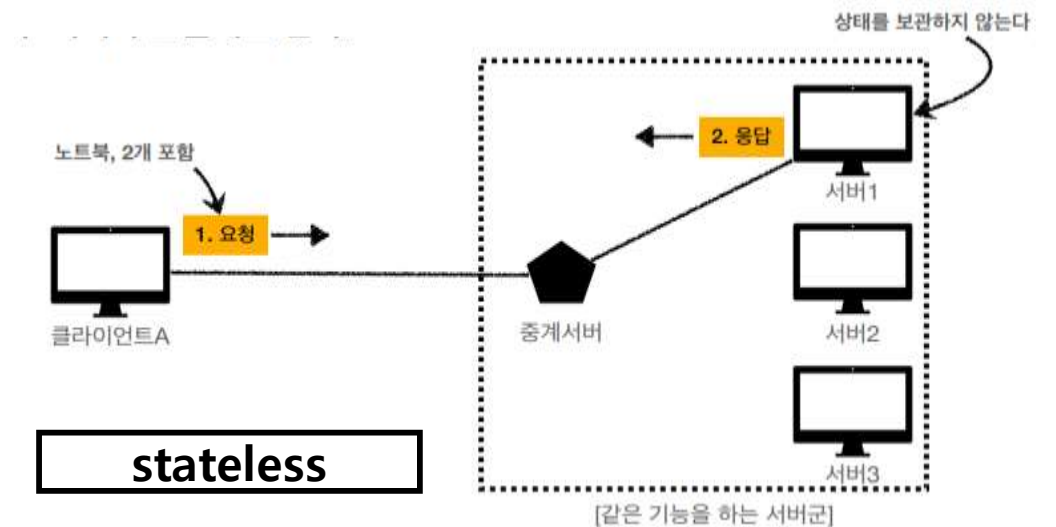 상태를 보관하지 않는다
노트북, 2개 포함
2. 응답
서버1
1. 요청
클라이언트A
중계서버
서버2
stateless
서버3
[같은 기능을 하는 서버군]